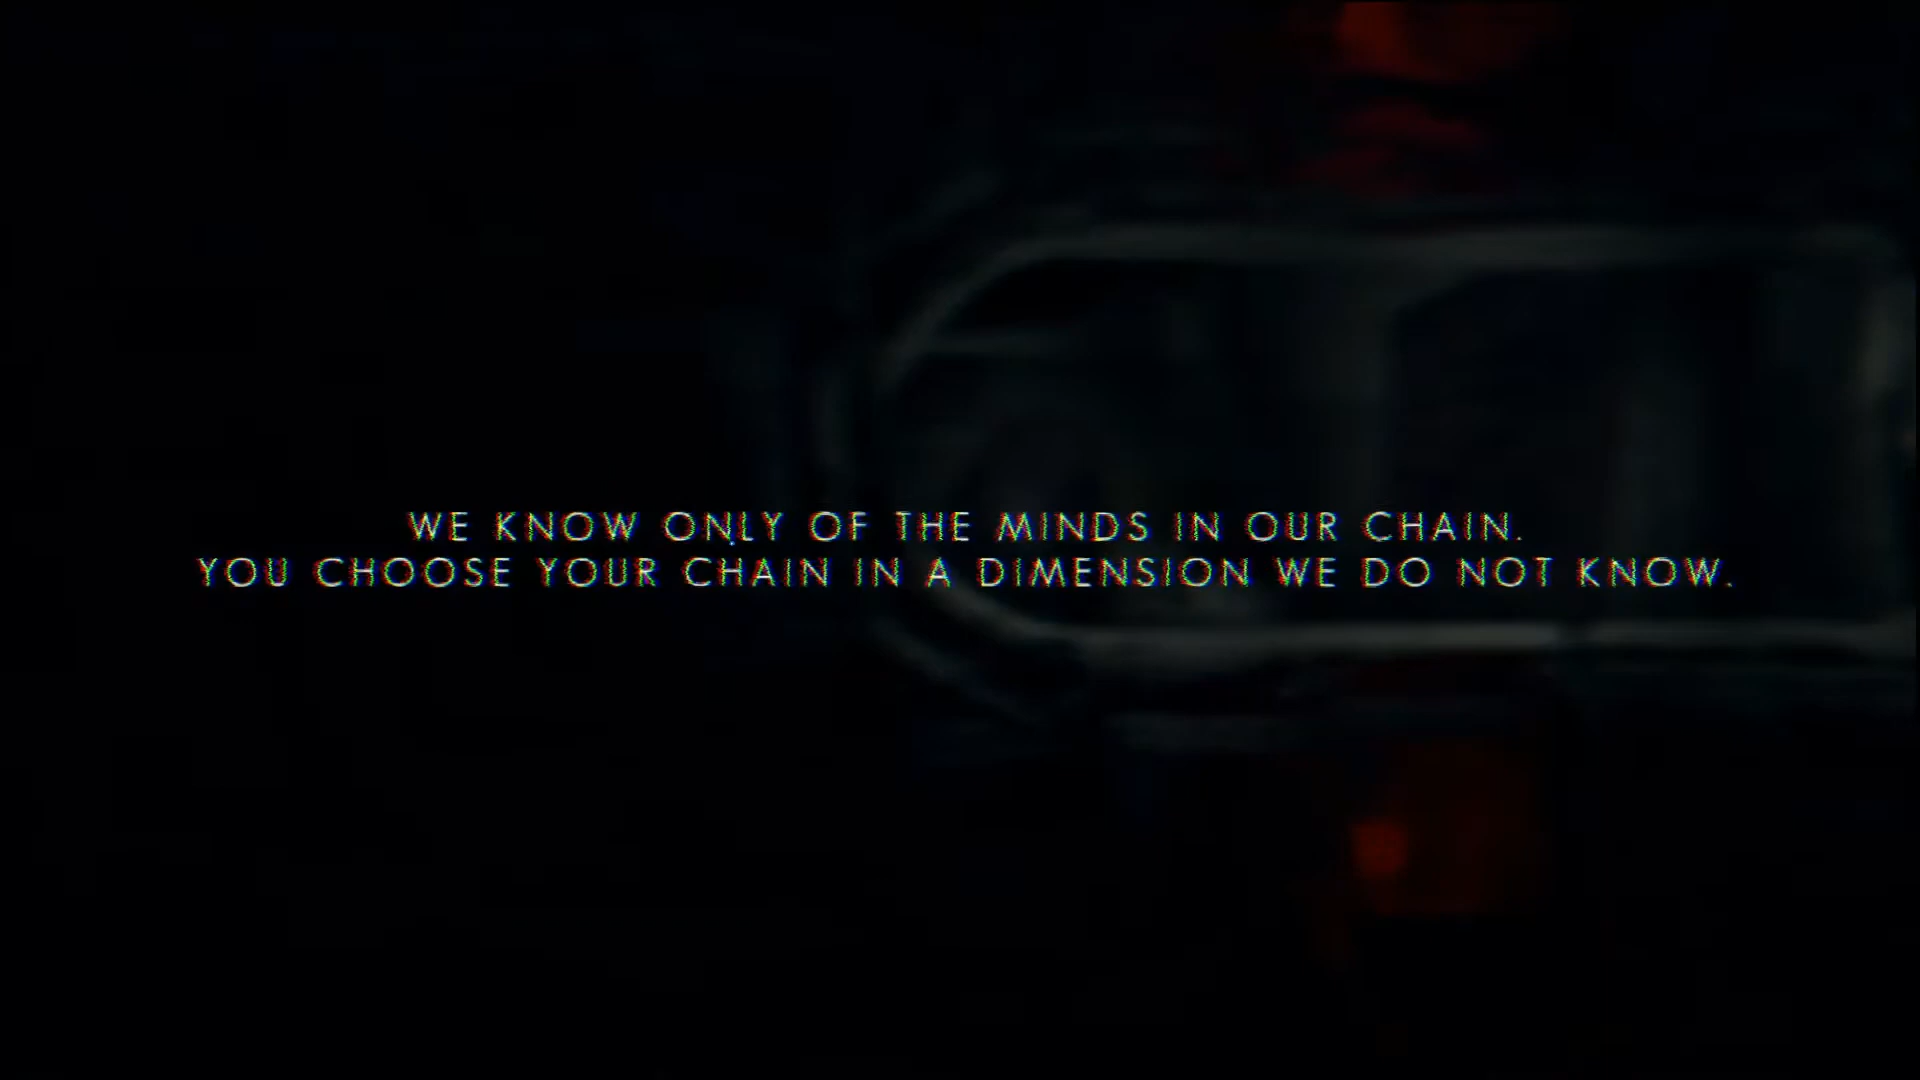 WE KNOW ONLY OF THE MINDS IN OUR CHAIN.
YOU CHOOSE YOUR CHAIN IN A DIMENSION WE DO NOT KNOW.